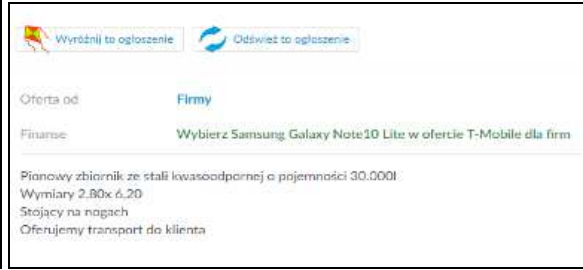 Wyróżnij to ogłoszenie
Odśwież to ogłoszenie
Oferta od
Firmy
Finanse
Wybierz Samsung Galaxy Note10 Lite w ofercie T-Mobile dla firm
Pionowy zbiornik ze stali kwasoodpornej o pojemności 30.000l
Wymiary 2.80x 6.20
Stojący na nogach
Oferujemy transport do klienta